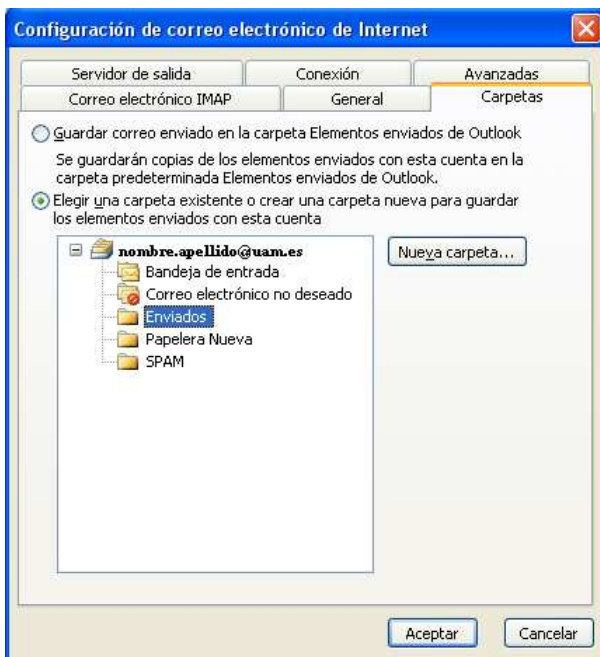 Configuración de correo electrónico de Internet
Servidor de salida
Conexión
Avanzadas
Correo electrónico IMAP
General
Carpetas
Guardar correo enviado en la carpeta Elementos enviados de Outlook
Se guardarán copias de los elementos enviados con esta cuenta en la
carpeta predeterminada Elementos enviados de Outlook.
Elegir una carpeta existente o crear una carpeta nueva para guardar
los elementos enviados con esta cuenta
nombre.apellido@uam.es
Nueva carpeta...
Bandeja de entrada
Correo electrónico no deseado
Enviados
Papelera Nueva
SPAM
Aceptar
Cancelar